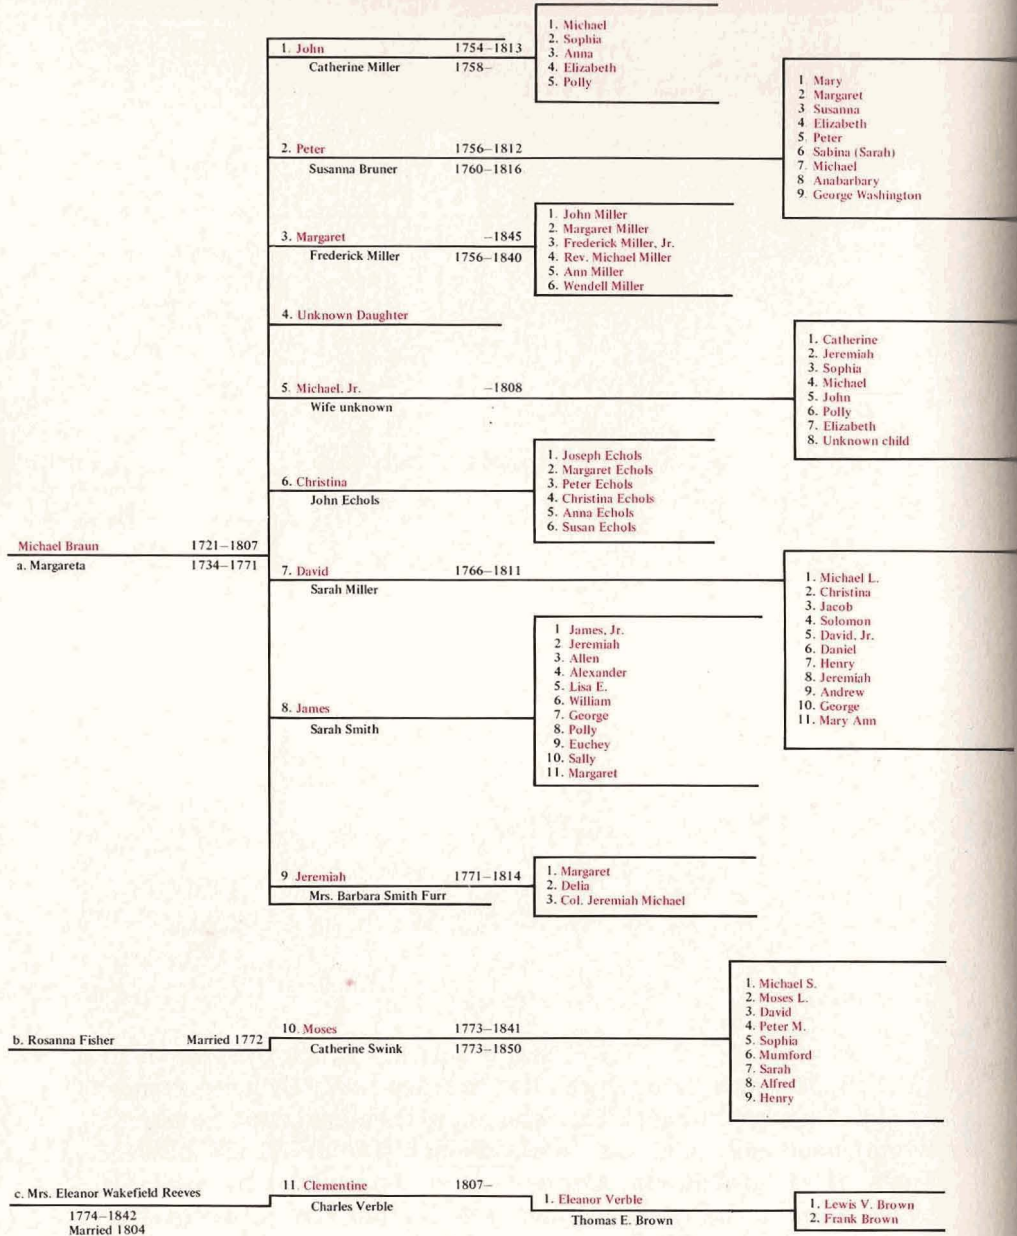 Michael Braun 1721–1807
a. Margareta 1734–1771
1. John 1754–1813
Catherine Miller 1758–
1. Michael
2. Sophia
3. Anna
4. Elizabeth
5. Polly
2. Peter 1756–1812
Susanna Bruner 1760–1816
1 Mary
2 Margaret
3 Susanna
4 Elizabeth
5 Peter
6 Sabina (Sarah)
7. Michael
8 Anabarbary
9. George Washington
3. Margaret –1845
Frederick Miller 1756–1840
1. John Miller
2. Margaret Miller
3. Frederick Miller, Jr.
4. Rev. Michael Miller
5. Ann Miller
6. Wendell Miller
4. Unknown Daughter
5. Michael. Jr. –1808
Wife unknown
1. Catherine
2. Jeremiah
3. Sophia
4. Michael
5. John
6. Polly
7. Elizabeth
8. Unknown child
6. Christina
John Echols
1. Joseph Echols
2. Margaret Echols
3. Peter Echols
4. Christina Echols
5. Anna Echols
6. Susan Echols
7. David 1766–1811
Sarah Miller
1. Michael L.
2. Christina
3. Jacob
4. Solomon
5. David, Jr.
6. Daniel
7. Henry
8. Jeremiah
9. Andrew
10. George
11. Mary Ann
8. James
Sarah Smith
1 James, Jr.
2 Jeremiah
3. Allen
4. Alexander
5. Lisa E.
6. William
7. George
8. Polly
9. Euchey
10. Sally
11. Margaret
9 Jeremiah 1771–1814
Mrs. Barbara Smith Furr
1. Margaret
2. Delia
3. Col. Jeremiah Michael
b. Rosanna Fisher Married 1772
10. Moses 1773–1841
Catherine Swink 1773–1850
1. Michael S.
2. Moses L.
3. David
4. Peter M.
5. Sophia
6. Mumford
7. Sarah
8. Alfred
9. Henry
c. Mrs. Eleanor Wakefield Reeves
1774–1842
Married 1804
11. Clementine 1807–
Charles Verble
1. Eleanor Verble
Thomas E. Brown
1. Lewis V. Brown
2. Frank Brown